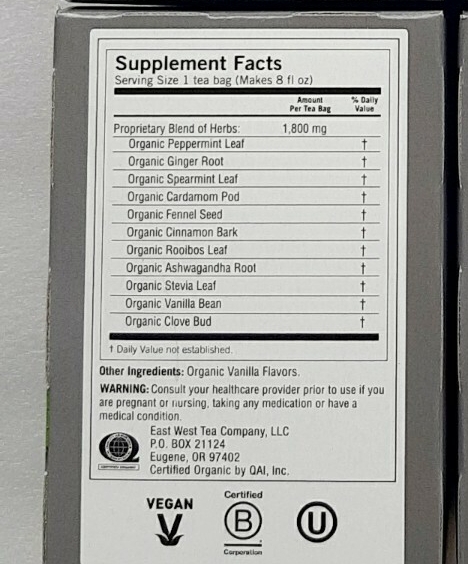 Supplement Facts
Serving Size 1 tea bag (Makes 8 fl oz)
Amount Per Tea Bag
% Daily Value
Proprietary Blend of Herbs: 1,800 mg
Organic Peppermint Leaf †
Organic Ginger Root †
Organic Spearmint Leaf †
Organic Cardamom Pod †
Organic Fennel Seed †
Organic Cinnamon Bark †
Organic Rooibos Leaf †
Organic Ashwagandha Root †
Organic Stevia Leaf †
Organic Vanilla Bean †
Organic Clove Bud †
† Daily Value not established.
Other Ingredients: Organic Vanilla Flavors.
WARNING: Consult your healthcare provider prior to use if you
are pregnant or nursing, taking any medication or have a
medical condition.
East West Tea Company, LLC
P.O. BOX 21124
Eugene, OR 97402
Certified Organic by QAI, Inc.
VEGAN
V
Certified
B
Corporation
U